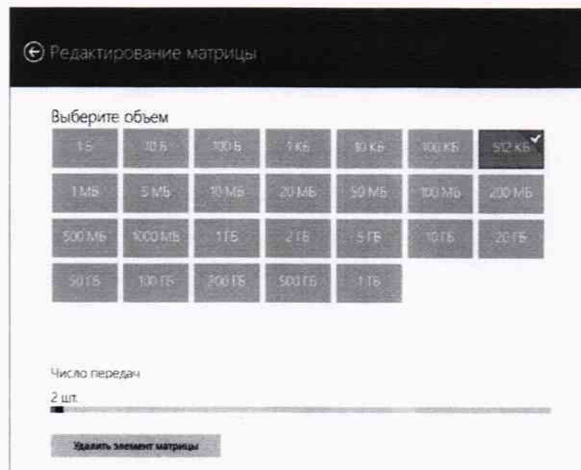 Редактирование матрицы
Выберите объем
1 Б 10 Б 100 Б 1 КБ 10 КБ 100 КБ 512 КБ
1 МБ 5 МБ 10 МБ 20 МБ 50 МБ 100 МБ 200 МБ
500 МБ 1000 МБ 1 ГБ 2 ГБ 5 ГБ 10 ГБ 20 ГБ
50 ГБ 100 ГБ 200 ГБ 500 ГБ 1 ТБ
Число передач
2 шт.
Удалить элемент матрицы